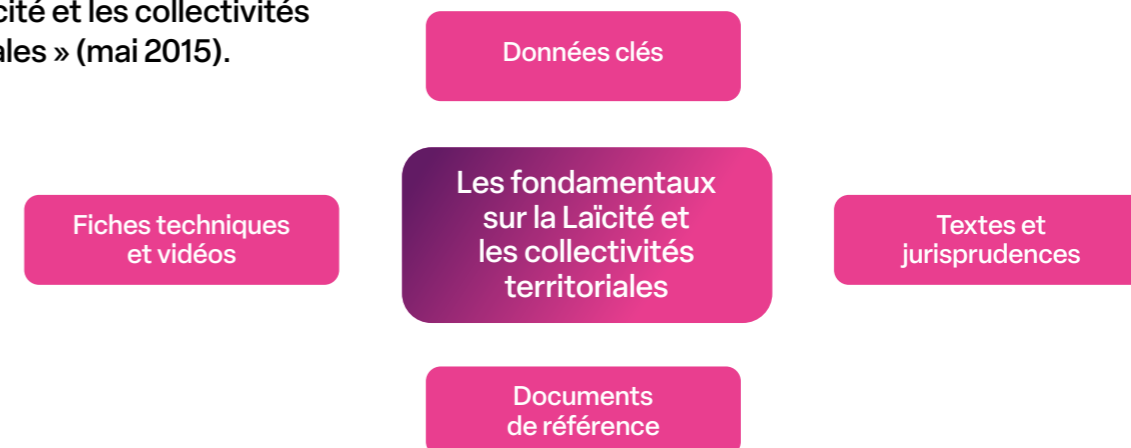 cité et les collectivités
ales » (mai 2015).
Données clés
Les fondamentaux
sur la Laïcité et
les collectivités
territoriales
Fiches techniques
et vidéos
Textes et
jurisprudences
Documents
de référence